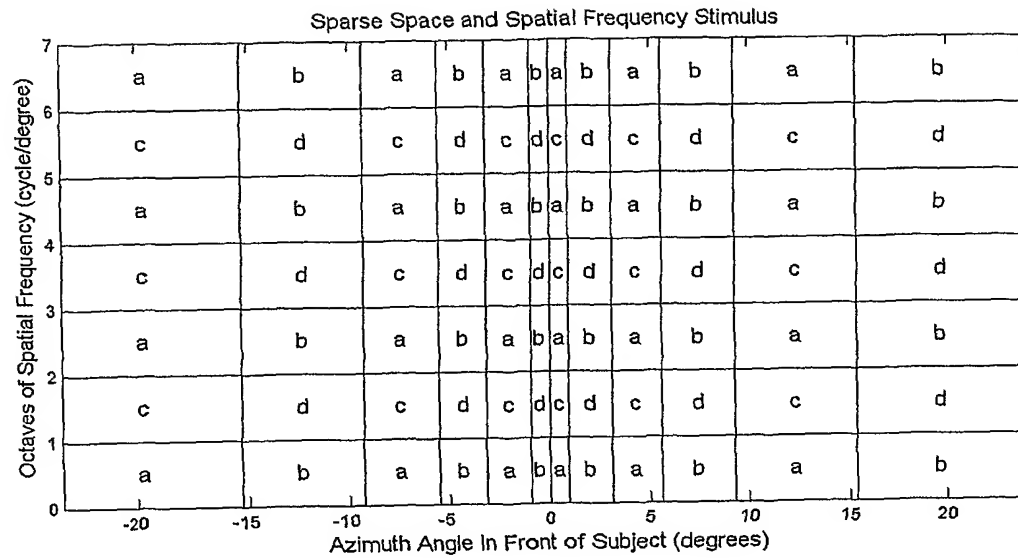 Sparse Space and Spatial Frequency Stimulus
Octaves of Spatial Frequency (cycle/degree)
7
a b a b a b a b a b a b
6
c d c d c d c d c d c d
5
a b a b a b a b a b a b
4
c d c d c d c d c d c d
3
a b a b a b a b a b a b
2
c d c d c d c d c d c d
1
a b a b a b a b a b a b
0
-20 -15 -10 -5 0 5 10 15 20
Azimuth Angle In Front of Subject (degrees)